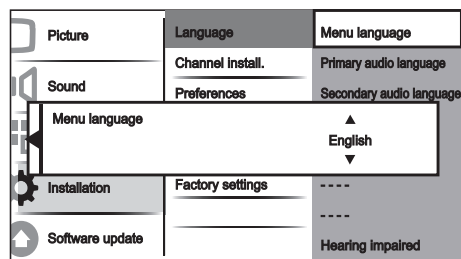 Picture
Language
Menu language
Channel install.
Primary audio language
Sound
Preferences
Secondary audio language
Menu language
English
Installation
Factory settings
- - - -
- - - -
Software update
Hearing impaired